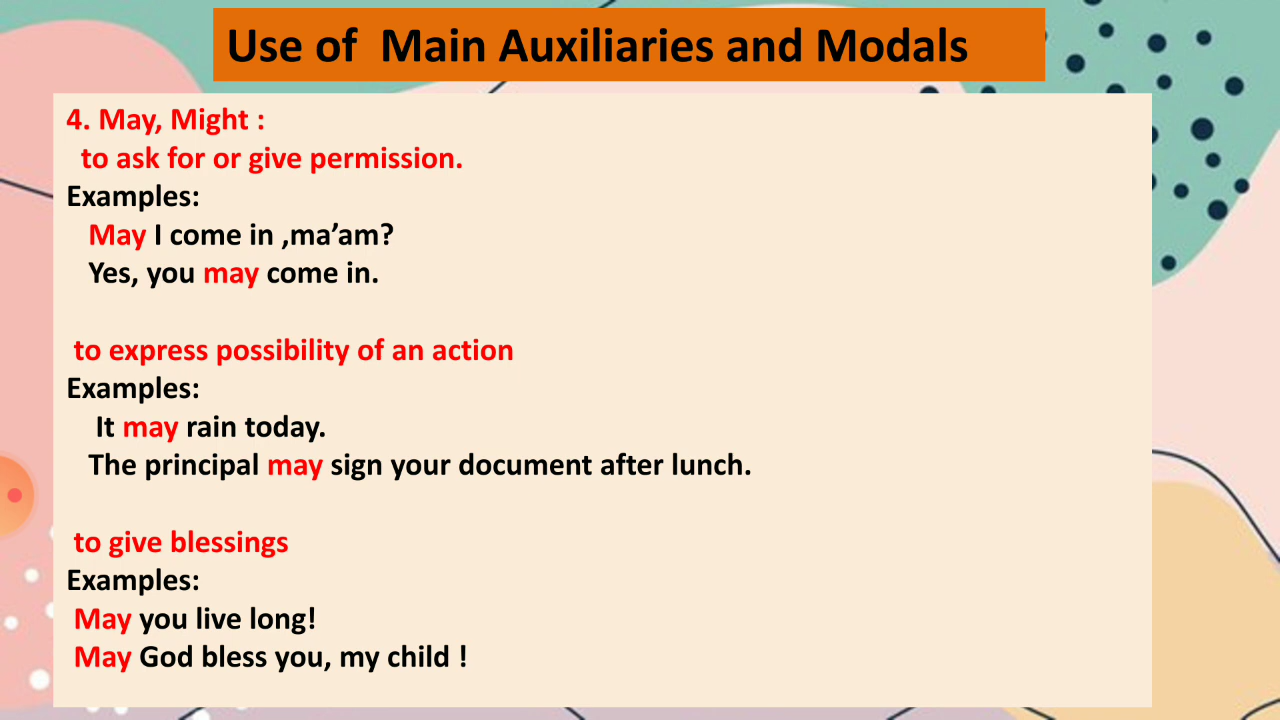 Use of  Main Auxiliaries and Modals
4. May, Might :
to ask for or give permission.
Examples:
May I come in ,ma’am?
Yes, you may come in.
to express possibility of an action
Examples:
It may rain today.
The principal may sign your document after lunch.
to give blessings
Examples:
May you live long!
May God bless you, my child !